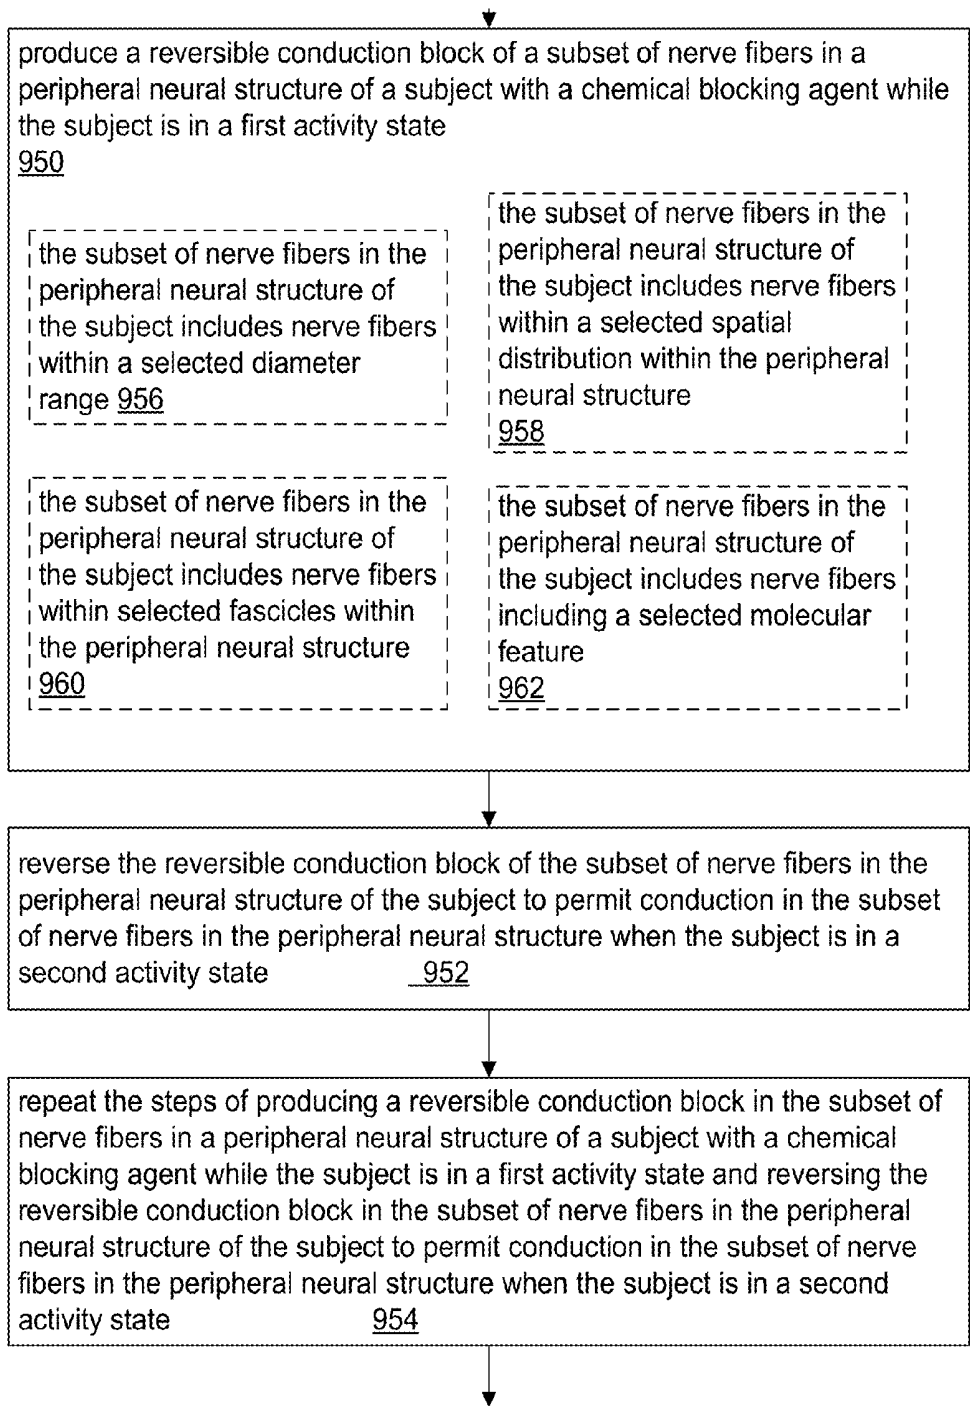 produce a reversible conduction block of a subset of nerve fibers in a
peripheral neural structure of a subject with a chemical blocking agent while
the subject is in a first activity state
950
the subset of nerve fibers in the
peripheral neural structure of
the subject includes nerve fibers
within a selected diameter
range 956
the subset of nerve fibers in the
peripheral neural structure of
the subject includes nerve fibers
within a selected spatial
distribution within the peripheral
neural structure
958
the subset of nerve fibers in the
peripheral neural structure of
the subject includes nerve fibers
within selected fascicles within
the peripheral neural structure
960
the subset of nerve fibers in the
peripheral neural structure of
the subject includes nerve fibers
including a selected molecular
feature
962
reverse the reversible conduction block of the subset of nerve fibers in the
peripheral neural structure of the subject to permit conduction in the subset
of nerve fibers in the peripheral neural structure when the subject is in a
second activity state 952
repeat the steps of producing a reversible conduction block in the subset of
nerve fibers in a peripheral neural structure of a subject with a chemical
blocking agent while the subject is in a first activity state and reversing the
reversible conduction block in the subset of nerve fibers in the peripheral
neural structure of the subject to permit conduction in the subset of nerve
fibers in the peripheral neural structure when the subject is in a second
activity state 954